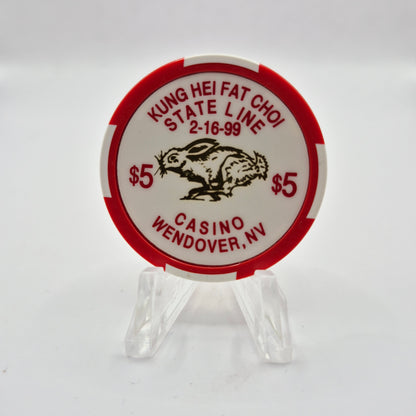 KUNG HEI FAT CHOI
STATE LINE
2-16-99
$5 $5
CASINO
WENDOVER, NV